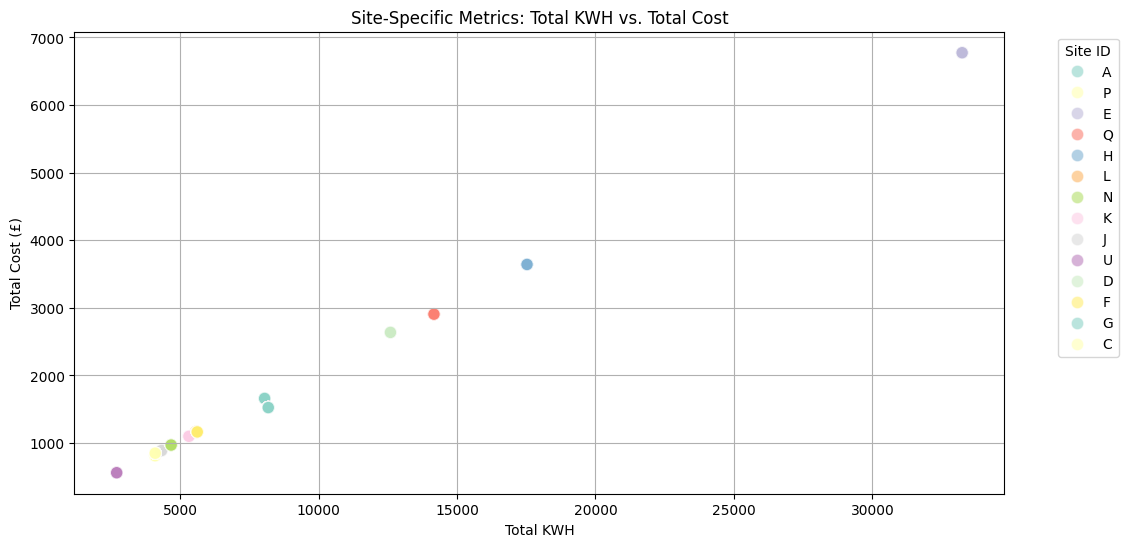 Site-Specific Metrics: Total KWH vs. Total Cost
7000
6000
5000
4000
3000
2000
1000
Total Cost (£)
5000
10000
15000
20000
25000
30000
Total KWH
Site ID
A
P
E
Q
H
L
N
K
J
U
D
F
G
C